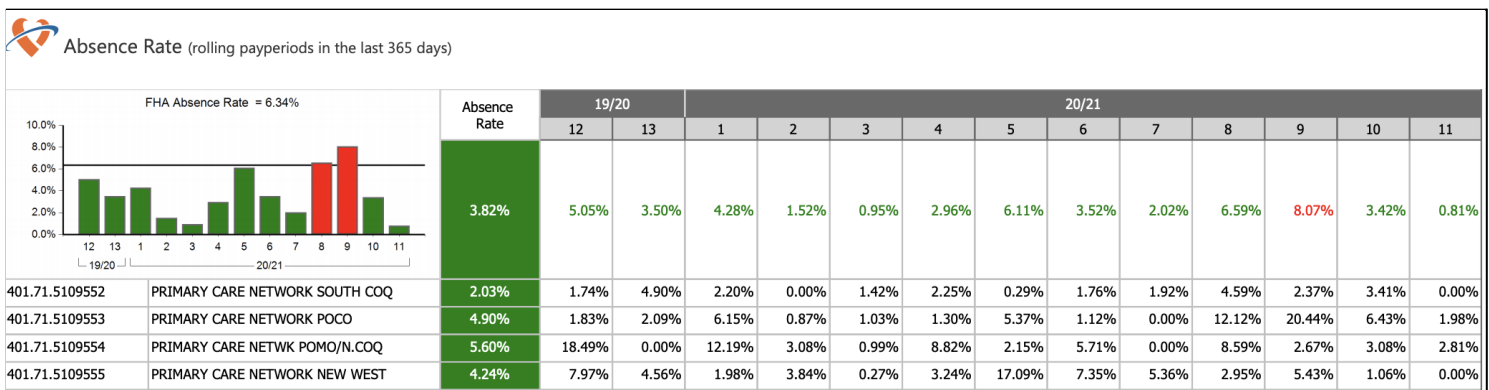 Absence Rate (rolling payperiods in the last 365 days)
FHA Absence Rate = 6.34%
10.0%
8.0%
6.0%
4.0%
2.0%
0.0%
12 13 1 2 3 4 5 6 7 8 9 10 11
19/20 20/21
Absence Rate 19/20 20/21
12 13 1 2 3 4 5 6 7 8 9 10 11
3.82% 5.05% 3.50% 4.28% 1.52% 0.95% 2.96% 6.11% 3.52% 2.02% 6.59% 8.07% 3.42% 0.81%
401.71.5109552 PRIMARY CARE NETWORK SOUTH COQ 2.03% 1.74% 4.90% 2.20% 0.00% 1.42% 2.25% 0.29% 1.76% 1.92% 4.59% 2.37% 3.41% 0.00%
401.71.5109553 PRIMARY CARE NETWORK POCO 4.90% 1.83% 2.09% 6.15% 0.87% 1.03% 1.30% 5.37% 1.12% 0.00% 12.12% 20.44% 6.43% 1.98%
401.71.5109554 PRIMARY CARE NETWK POMO/N.COQ 5.60% 18.49% 0.00% 12.19% 3.08% 0.99% 8.82% 2.15% 5.71% 0.00% 8.59% 2.67% 3.08% 2.81%
401.71.5109555 PRIMARY CARE NETWORK NEW WEST 4.24% 7.97% 4.56% 1.98% 3.84% 0.27% 3.24% 17.09% 7.35% 5.36% 2.95% 5.43% 1.06% 0.00%